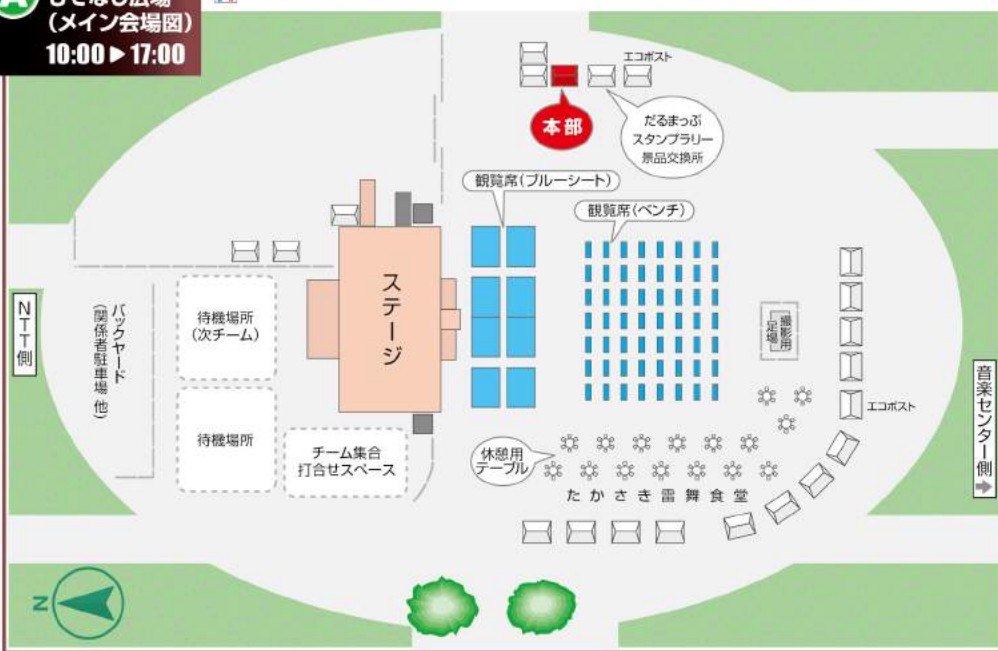 A もてなし広場
(メイン会場図)
10:00▶17:00
エコポスト
本部
だるまっぷ
スタンプラリー
景品交換所
観覧席(ブルーシート)
観覧席(ベンチ)
ステージ
待機場所
(次チーム)
NTT側
バックヤード
(関係者駐車場 他)
撮影用
足場
音楽センター側
➡
エコポスト
待機場所
チーム集合
打合せスペース
休憩用
テーブル
たかさき雷舞食堂
N